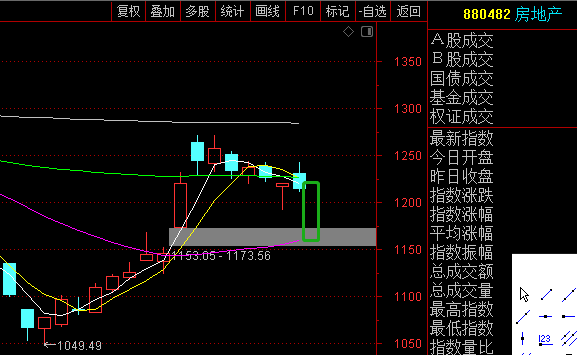 复权 叠加 多股 统计 画线 F10 标记 -自选 返回
880482 房地产
1350
1300
1250
1200
1150
1100
1050
1153.05 - 1173.56
←1049.49
A股成交
B股成交
国债成交
基金成交
权证成交
最新指数
今日开盘
昨日收盘
指数涨跌
指数涨幅
平均涨幅
指数振幅
总成交额
总成交量
最高指数
最低指数
指数量比
123